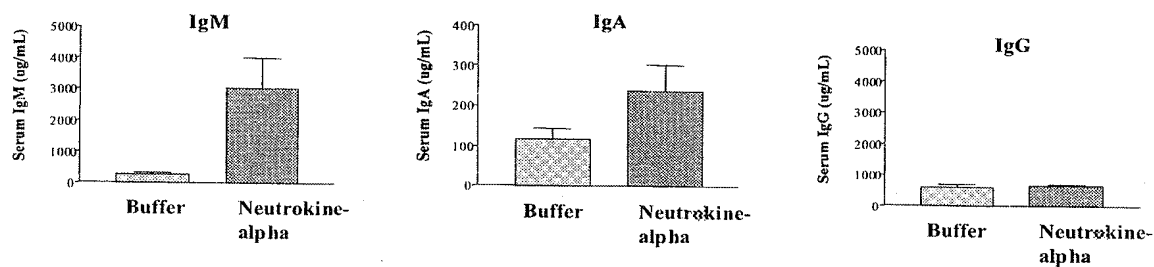 IgM
Serum IgM (ug/mL)
5000
4000
3000
2000
1000
0
Buffer
Neutrokine-
alpha
IgA
Serum IgA (ug/mL)
400
300
200
100
0
Buffer
Neutrokine-
alpha
IgG
Serum IgG (ug/mL)
5000
4000
3000
2000
1000
0
Buffer
Neutrokine-
alpha